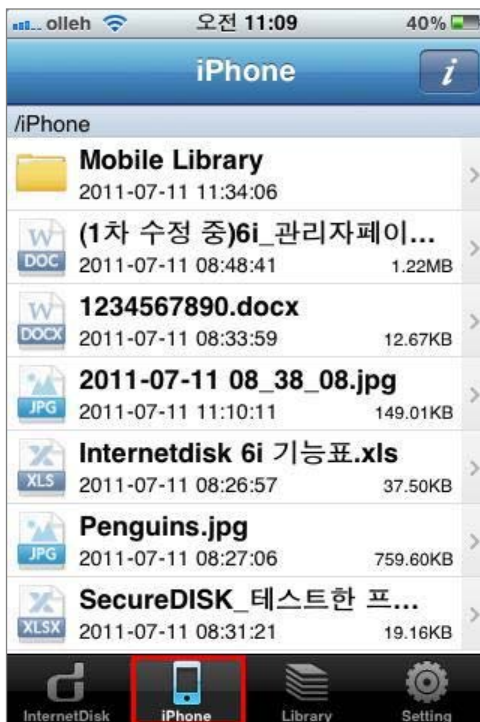 olleh 오전 11:09 40%
iPhone i
/iPhone
Mobile Library
2011-07-11 11:34:06
W DOC (1차 수정 중)6i_관리자페이...
2011-07-11 08:48:41 1.22MB
W DOCX 1234567890.docx
2011-07-11 08:33:59 12.67KB
JPG 2011-07-11 08_38_08.jpg
2011-07-11 11:10:11 149.01KB
X XLS Internetdisk 6i 기능표.xls
2011-07-11 08:26:57 37.50KB
JPG Penguins.jpg
2011-07-11 08:27:06 759.60KB
X XLSX SecureDISK_테스트한 프...
2011-07-11 08:31:21 19.16KB
InternetDisk iPhone Library Setting